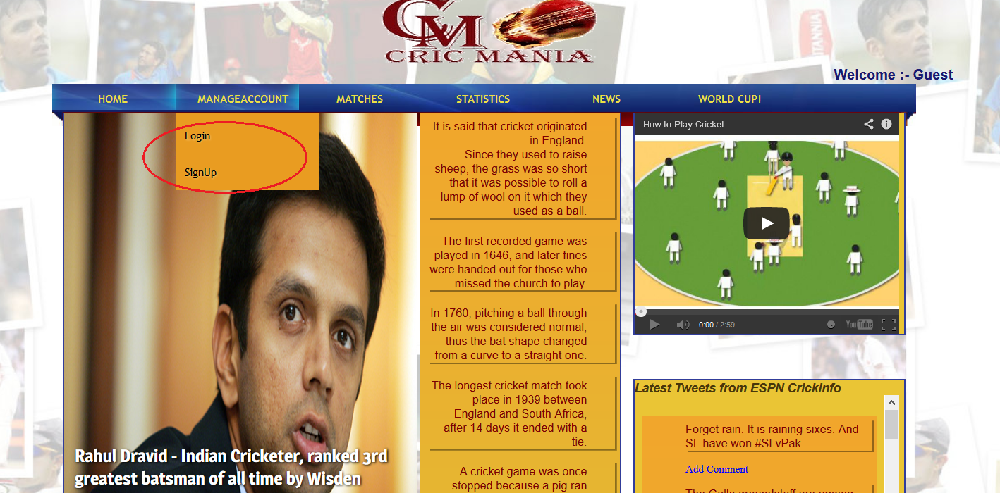 CM
CRIC MANIA
Welcome :- Guest
HOME
MANAGEACCOUNT
MATCHES
STATISTICS
NEWS
WORLD CUP!
Login
SignUp
Rahul Dravid - Indian Cricketer, ranked 3rd
greatest batsman of all time by Wisden
It is said that cricket originated
in England.
Since they used to raise
sheep, the grass was so short
that it was possible to roll a
lump of wool on it which they
used as a ball.
The first recorded game was
played in 1646, and later fines
were handed out for those who
missed the church to play.
In 1760, pitching a ball through
the air was considered normal,
thus the bat shape changed
from a curve to a straight one.
The longest cricket match took
place in 1939 between
England and South Africa,
after 14 days it ended with a
tie.
A cricket game was once
stopped because a pig ran
How to Play Cricket
0:00 / 2:59
YouTube
Latest Tweets from ESPN Crickinfo
Forget rain. It is raining sixes. And
SL have won #SLvPak
Add Comment
The Galle groundstaff are among
BRITANNIA